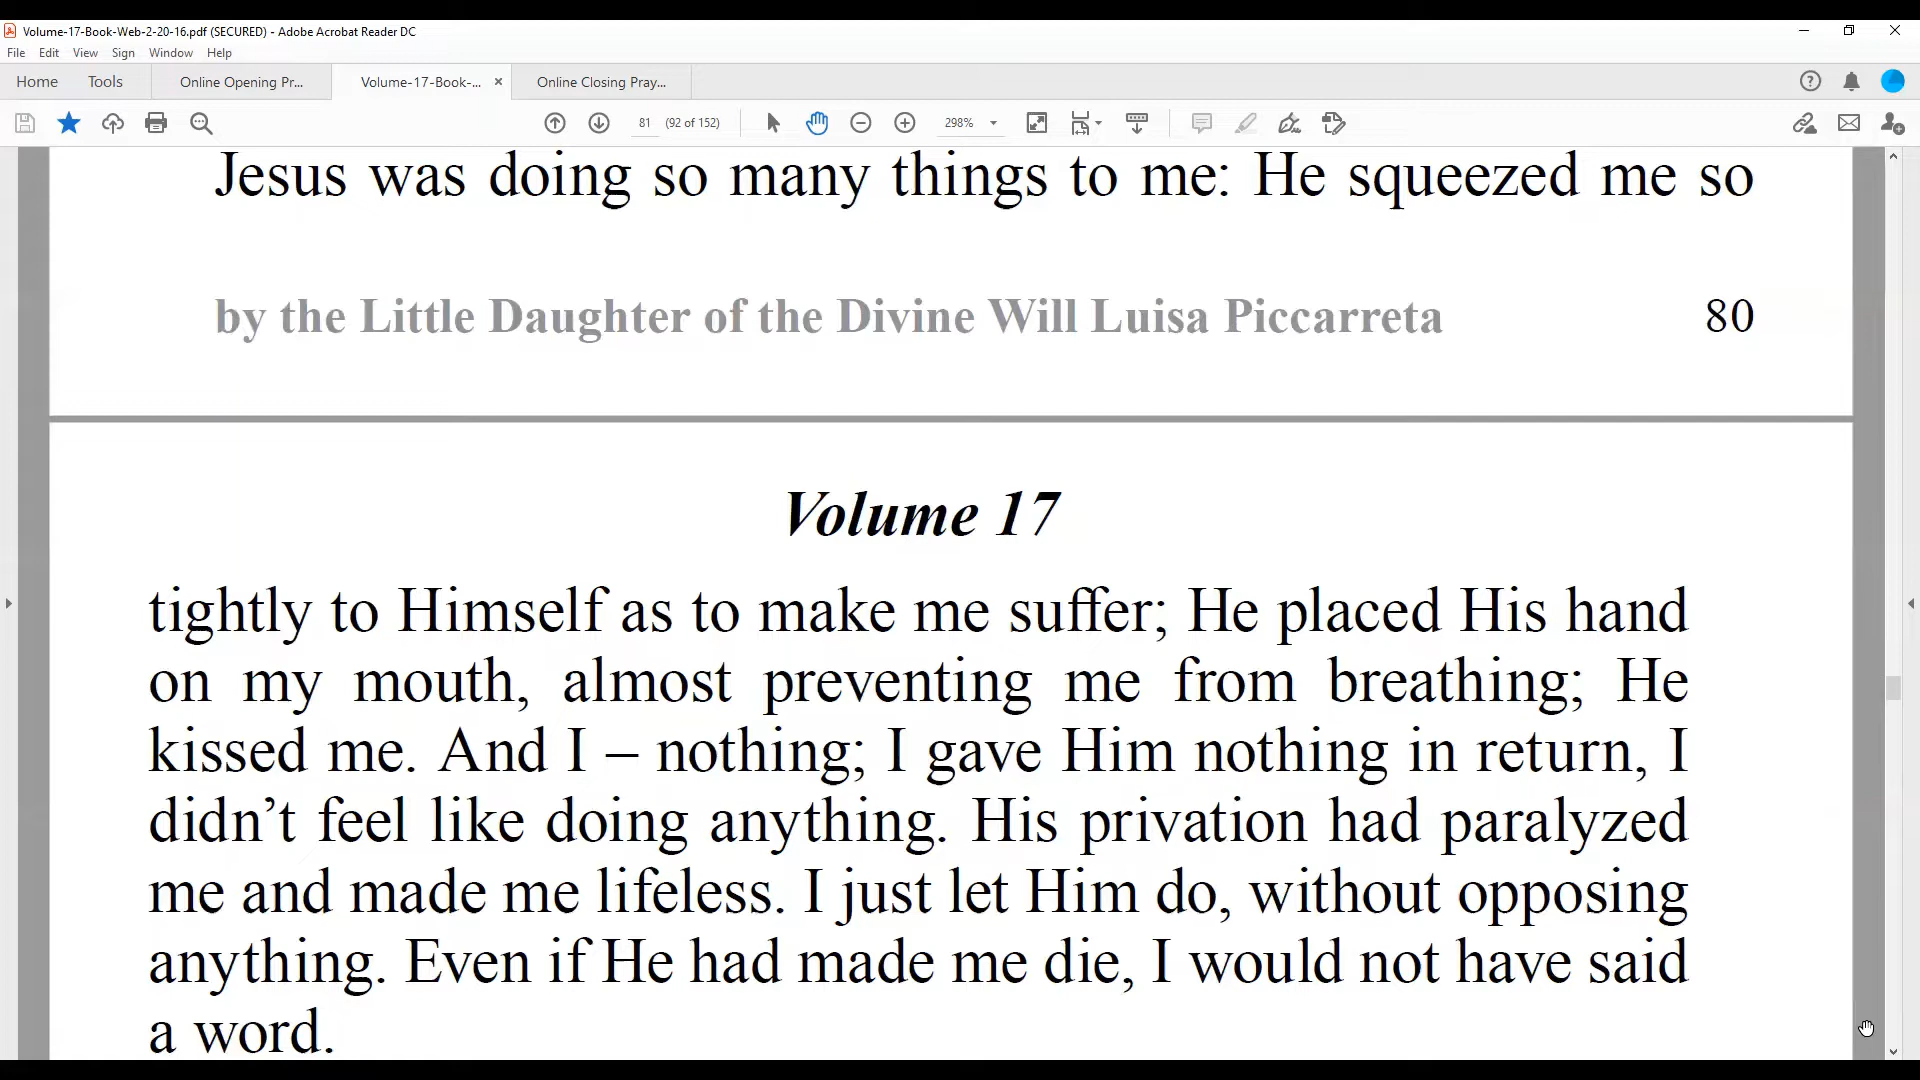 Volume-17-Book-Web-2-20-16.pdf (SECURED) - Adobe Acrobat Reader DC
File Edit View Sign Window Help
Home Tools Online Opening Pr... Volume-17-Book-... × Online Closing Pray...
81 (92 of 152) 298%
Jesus was doing so many things to me: He squeezed me so
by the Little Daughter of the Divine Will Luisa Piccarreta 80
Volume 17
tightly to Himself as to make me suffer; He placed His hand
on my mouth, almost preventing me from breathing; He
kissed me. And I – nothing; I gave Him nothing in return, I
didn’t feel like doing anything. His privation had paralyzed
me and made me lifeless. I just let Him do, without opposing
anything. Even if He had made me die, I would not have said
a word.